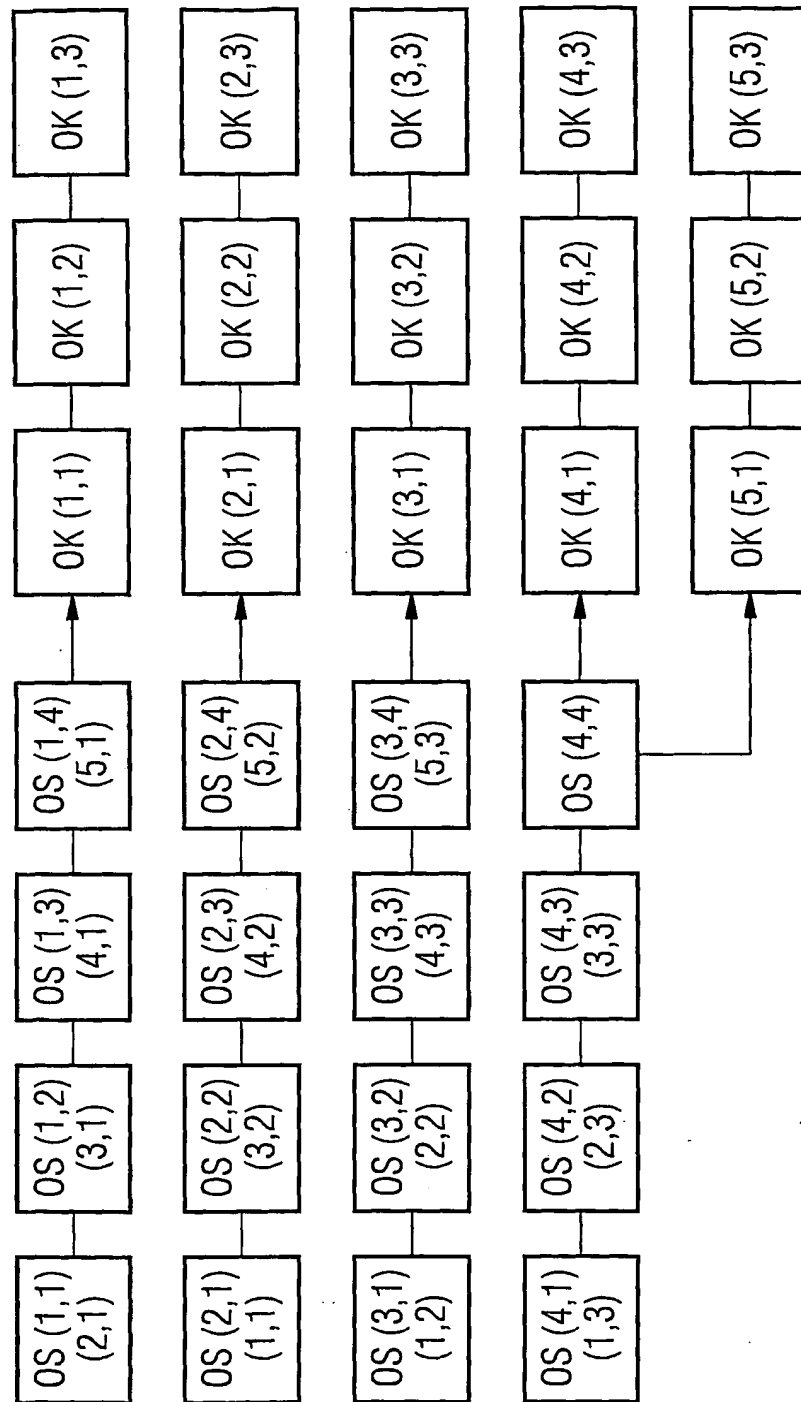 OS (1,1)
(2,1)
OS (1,2)
(3,1)
OS (1,3)
(4,1)
OS (1,4)
(5,1)
OK (1,1)
OK (1,2)
OK (1,3)
OS (2,1)
(1,1)
OS (2,2)
(3,2)
OS (2,3)
(4,2)
OS (2,4)
(5,2)
OK (2,1)
OK (2,2)
OK (2,3)
OS (3,1)
(1,2)
OS (3,2)
(2,2)
OS (3,3)
(4,3)
OS (3,4)
(5,3)
OK (3,1)
OK (3,2)
OK (3,3)
OS (4,1)
(1,3)
OS (4,2)
(2,3)
OS (4,3)
(3,3)
OS (4,4)
OK (4,1)
OK (4,2)
OK (4,3)
OK (5,1)
OK (5,2)
OK (5,3)